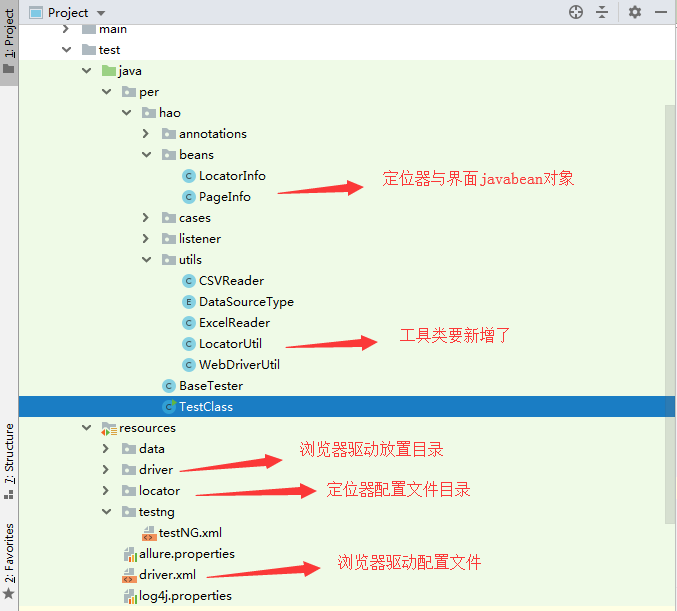 Project
main
test
java
per
hao
annotations
beans
LocatorInfo
定位器与界面javabean对象
PageInfo
cases
listener
utils
CSVReader
DataSourceType
ExcelReader
工具类要新增了
LocatorUtil
WebDriverUtil
BaseTester
TestClass
resources
data
浏览器驱动放置目录
driver
locator
定位器配置文件目录
testng
testNG.xml
allure.properties
浏览器驱动配置文件
driver.xml
log4j.properties
1: Project
7: Structure
2: Favorites